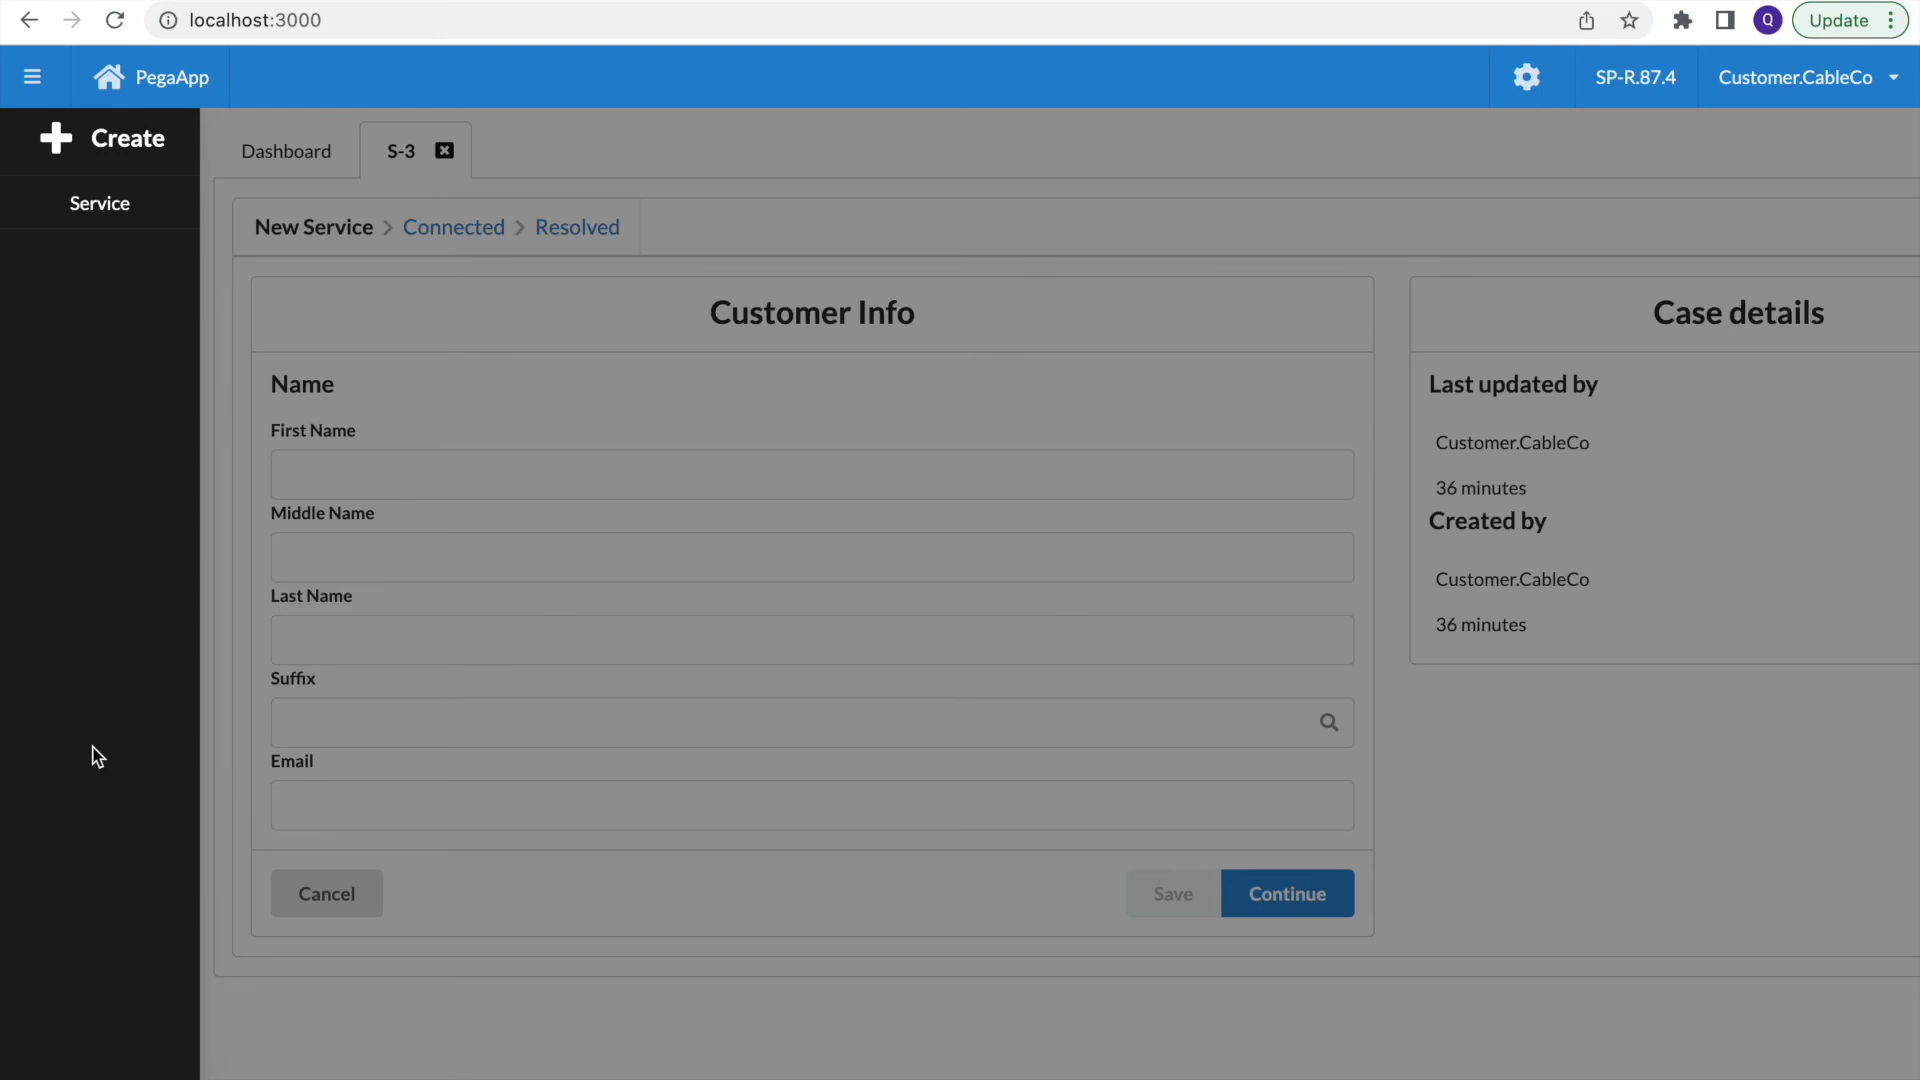 localhost:3000
Q
Update
PegaApp
SP-R.87.4
Customer.CableCo
Create
Service
Dashboard
S-3
New Service
Connected
Resolved
Customer Info
Name
First Name
Middle Name
Last Name
Suffix
Email
Cancel
Save
Continue
Case details
Last updated by
Customer.CableCo
36 minutes
Created by
Customer.CableCo
36 minutes